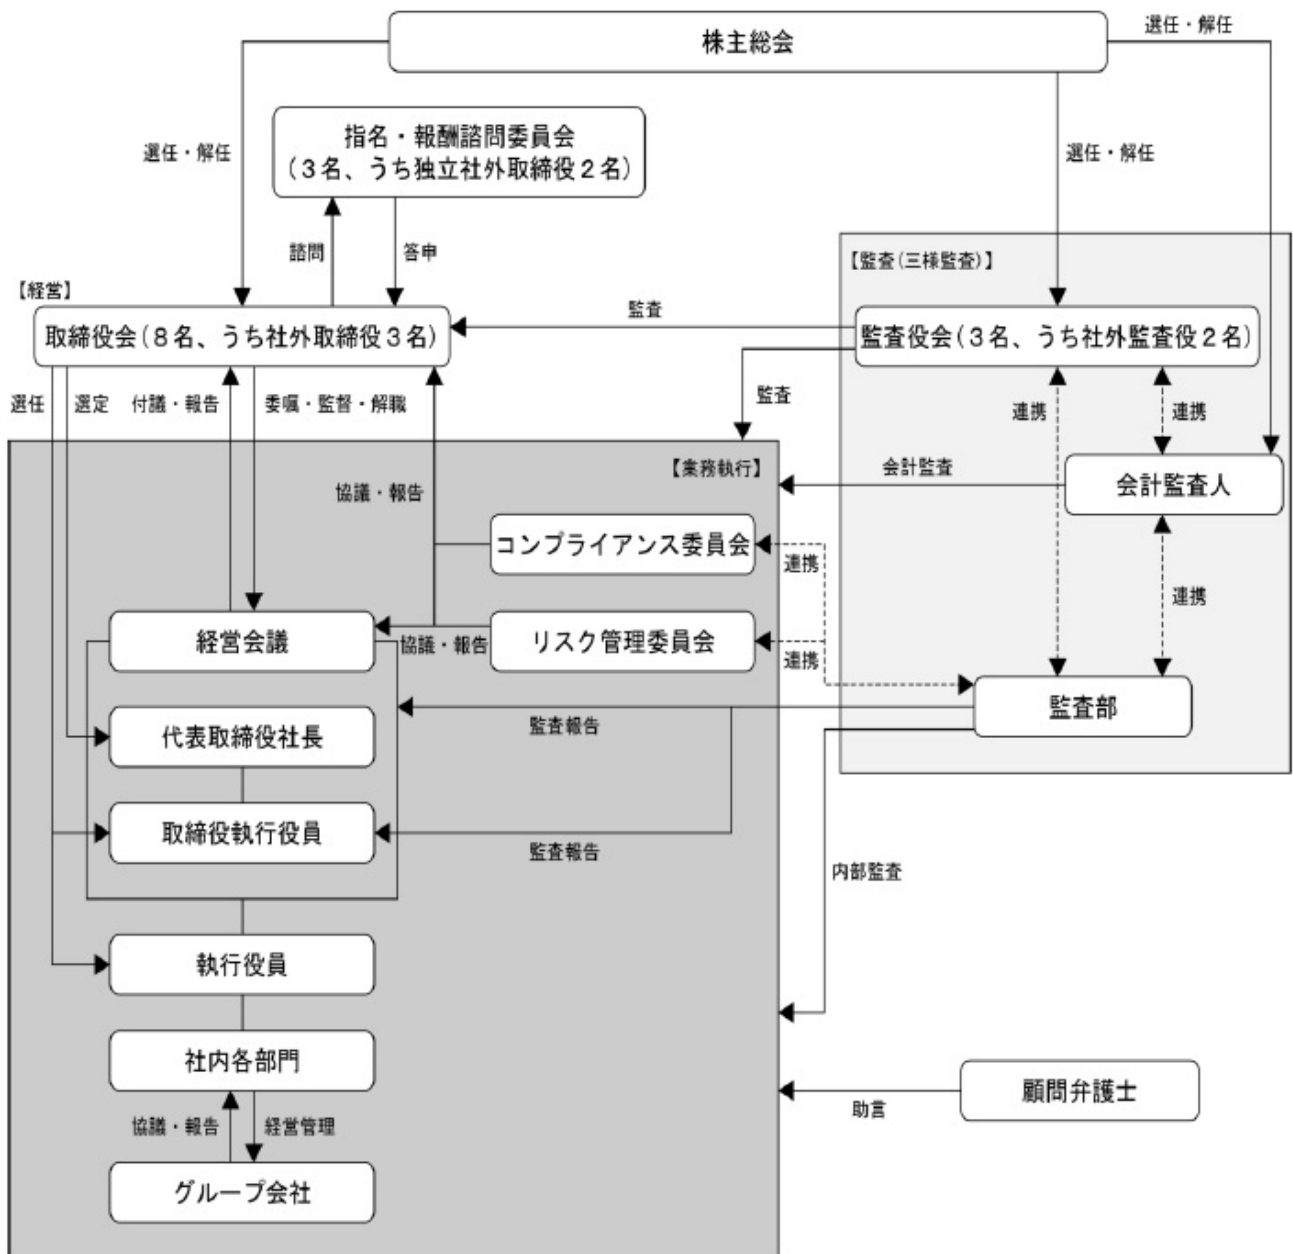 株主総会
選任・解任
指名・報酬諮問委員会
(3名、うち独立社外取締役2名)
選任・解任
選任・解任
諮問
答申
【監査(三様監査)】
【経営】
取締役会(8名、うち社外取締役3名)
監査
監査役会(3名、うち社外監査役2名)
選任
選定
付議・報告
委嘱・監督・解職
監査
連携
連携
【業務執行】
会計監査
会計監査人
協議・報告
コンプライアンス委員会
連携
連携
経営会議
協議・報告
リスク管理委員会
連携
監査部
代表取締役社長
監査報告
取締役執行役員
監査報告
内部監査
執行役員
社内各部門
顧問弁護士
助言
協議・報告
経営管理
グループ会社